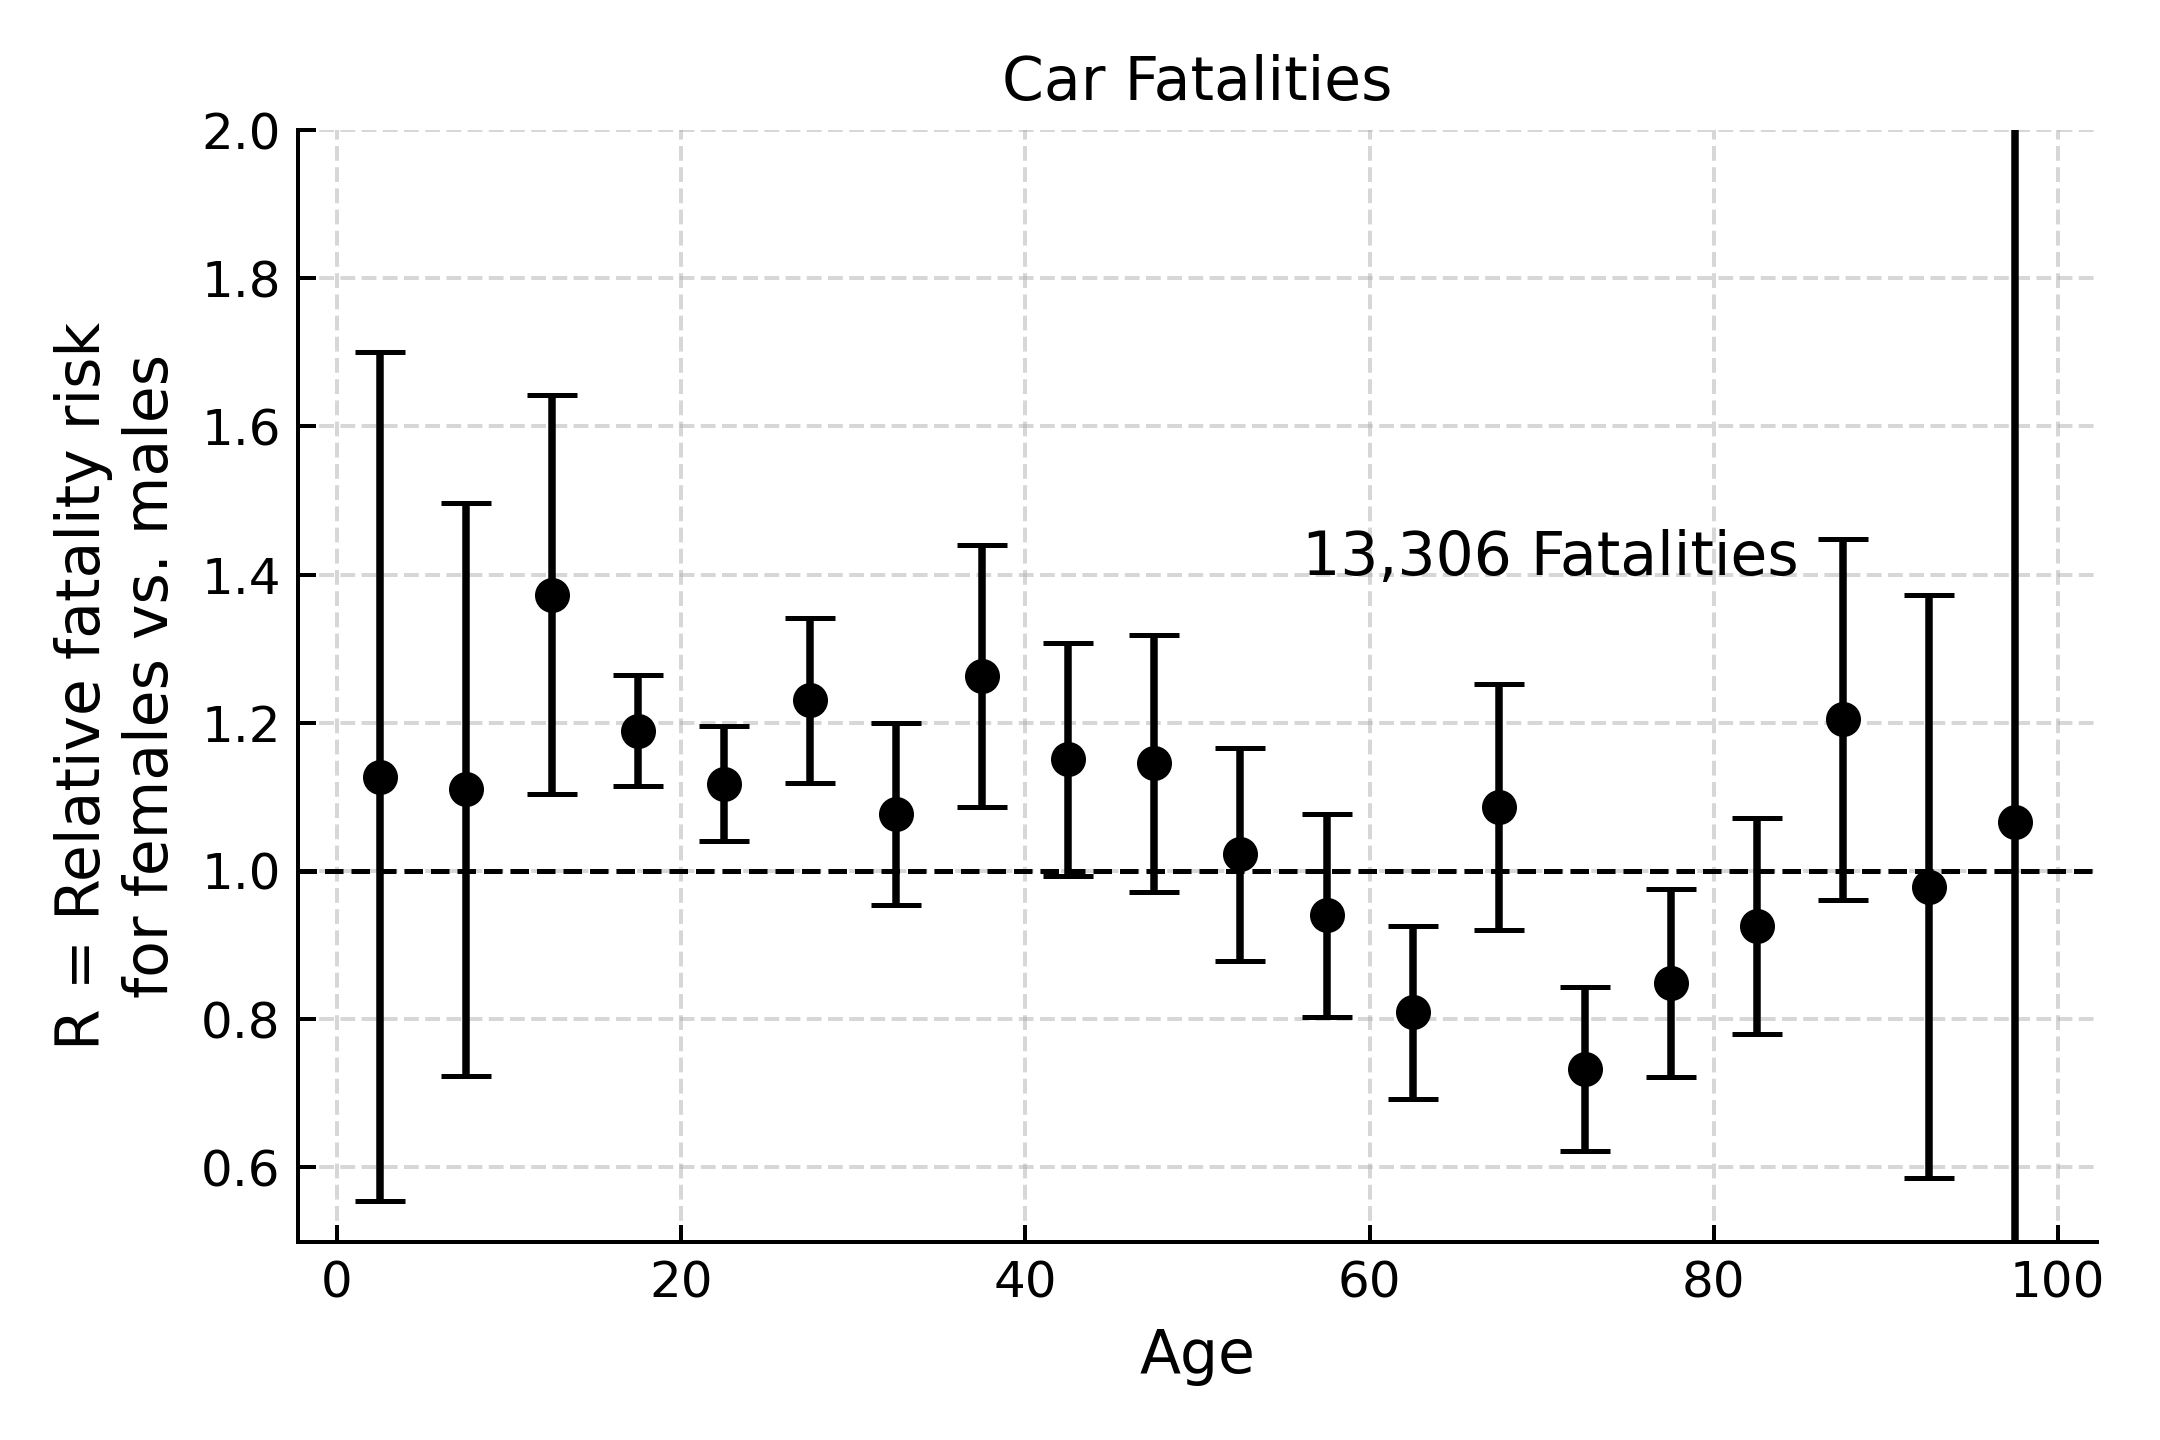 Car Fatalities
R = Relative fatality risk
for females vs. males
2.0
1.8
1.6
1.4
1.2
1.0
0.8
0.6
13,306 Fatalities
0
20
40
60
80
100
Age